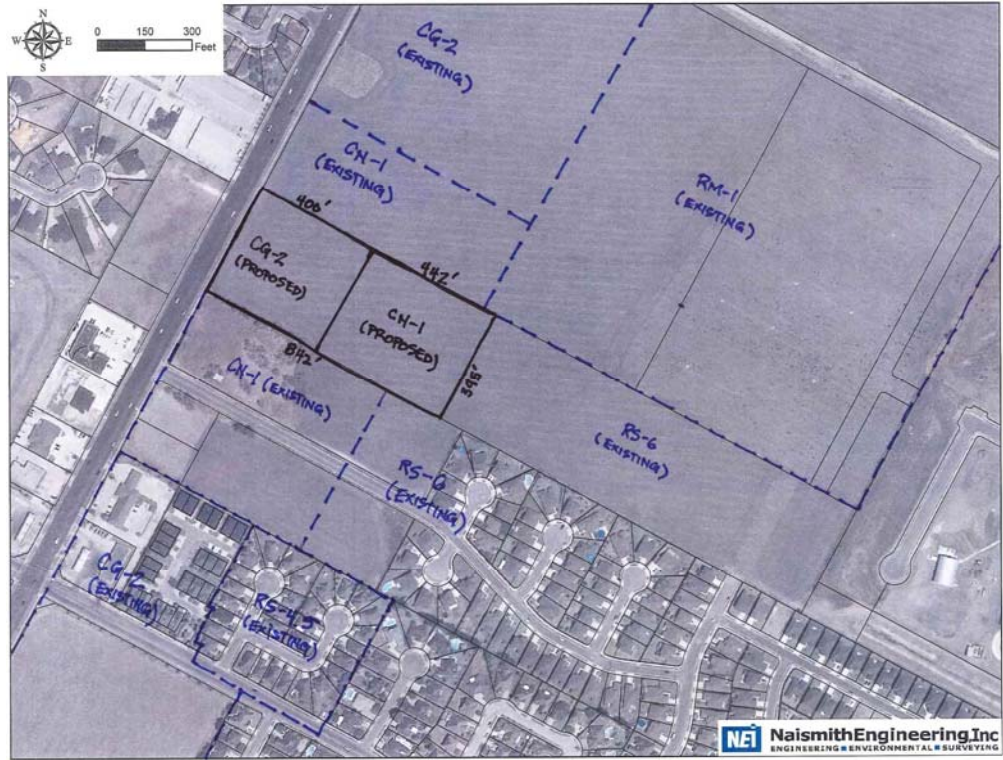 N
W E
S
0 150 300
Feet
CG-2
(EXISTING)
CN-1
(EXISTING)
RM-1
(EXISTING)
400'
442'
CG-2
(PROPOSED)
CN-1
(PROPOSED)
842'
395'
CN-1 (EXISTING)
RS-6
(EXISTING)
RS-6
(EXISTING)
CG-2
(EXISTING)
RS-4.5
(EXISTING)
NEI NaismithEngineering,Inc
ENGINEERING ■ ENVIRONMENTAL ■ SURVEYING